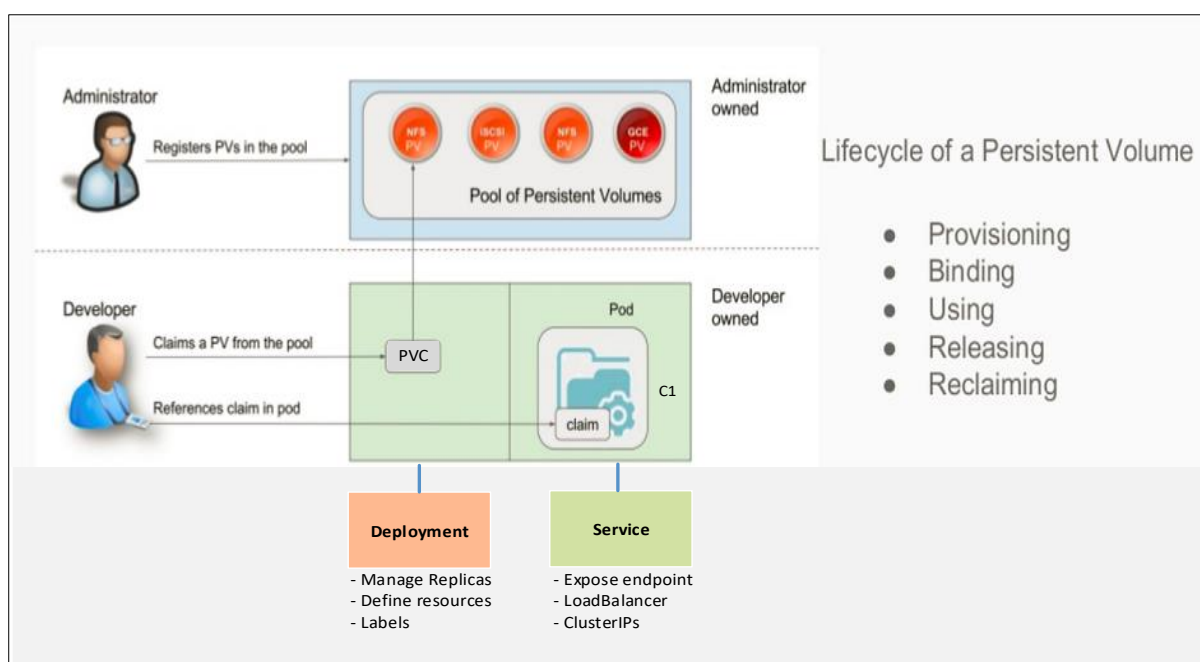 Administrator
Registers PVs in the pool
NFS
PV
iSCSI
PV
NFS
PV
GCE
PV
Pool of Persistent Volumes
Administrator
owned
Developer
Claims a PV from the pool
References claim in pod
PVC
Pod
C1
claim
Developer
owned
Lifecycle of a Persistent Volume
● Provisioning
● Binding
● Using
● Releasing
● Reclaiming
Deployment
- Manage Replicas
- Define resources
- Labels
Service
- Expose endpoint
- LoadBalancer
- ClusterIPs